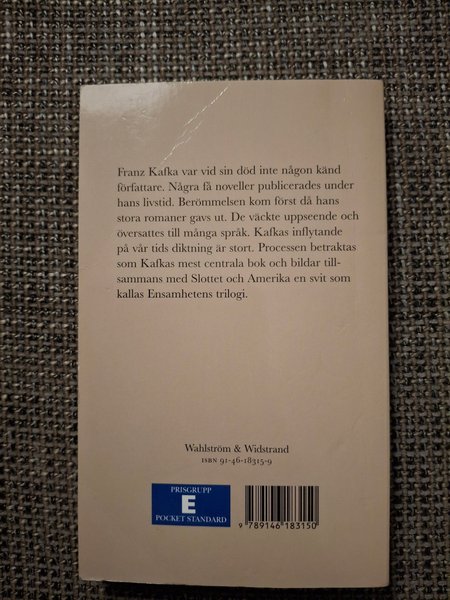 Franz Kafka var vid sin död inte någon känd
författare. Några få noveller publicerades under
hans livstid. Berömmelsen kom först då hans
stora romaner gavs ut. De väckte uppseende och
översattes till många språk. Kafkas inflytande
på vår tids diktning är stort. Processen betraktas
som Kafkas mest centrala bok och bildar till-
sammans med Slottet och Amerika en svit som
kallas Ensamhetens trilogi.
Wahlström & Widstrand
ISBN 91-46-18315-9
PRISGRUPP
E
POCKET STANDARD
9 789146 183150